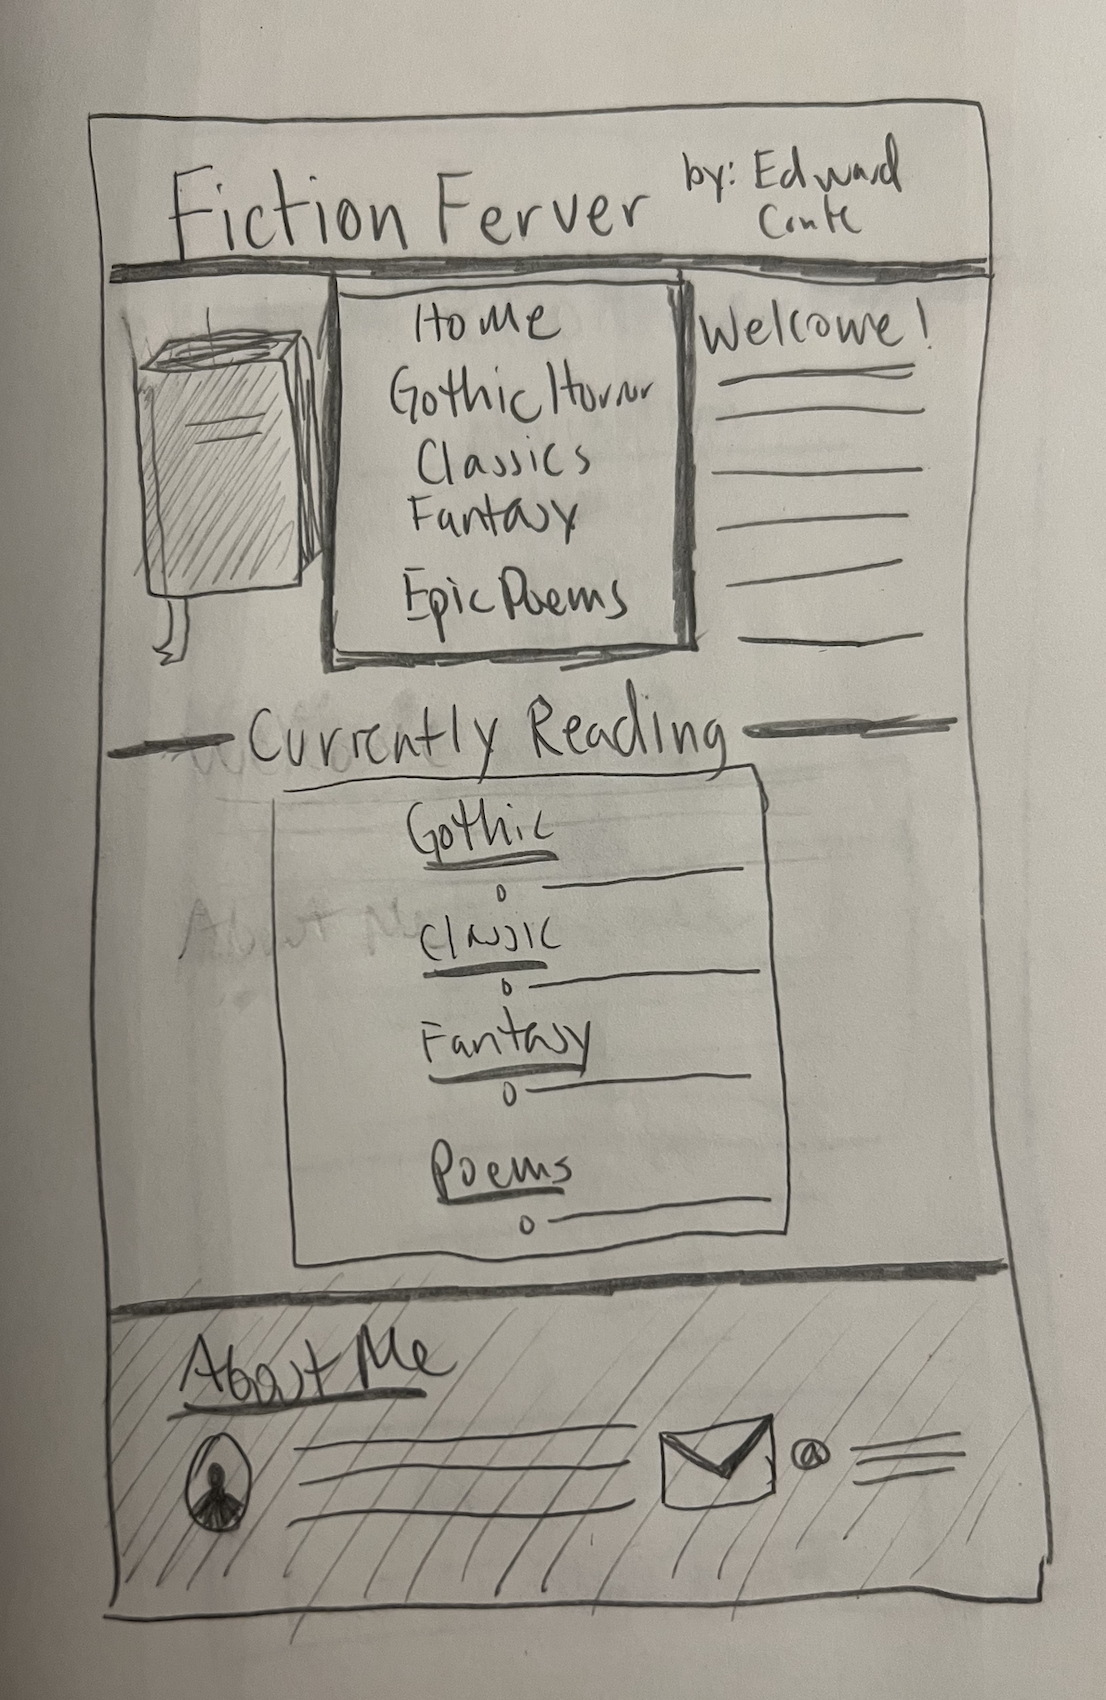 Fiction Ferver
by: Edward
Conte
Home
Gothic Horror
Classics
Fantasy
Epic Poems
Welcome!
Currently Reading
Gothic
Classic
Fantasy
Poems
About Me
@